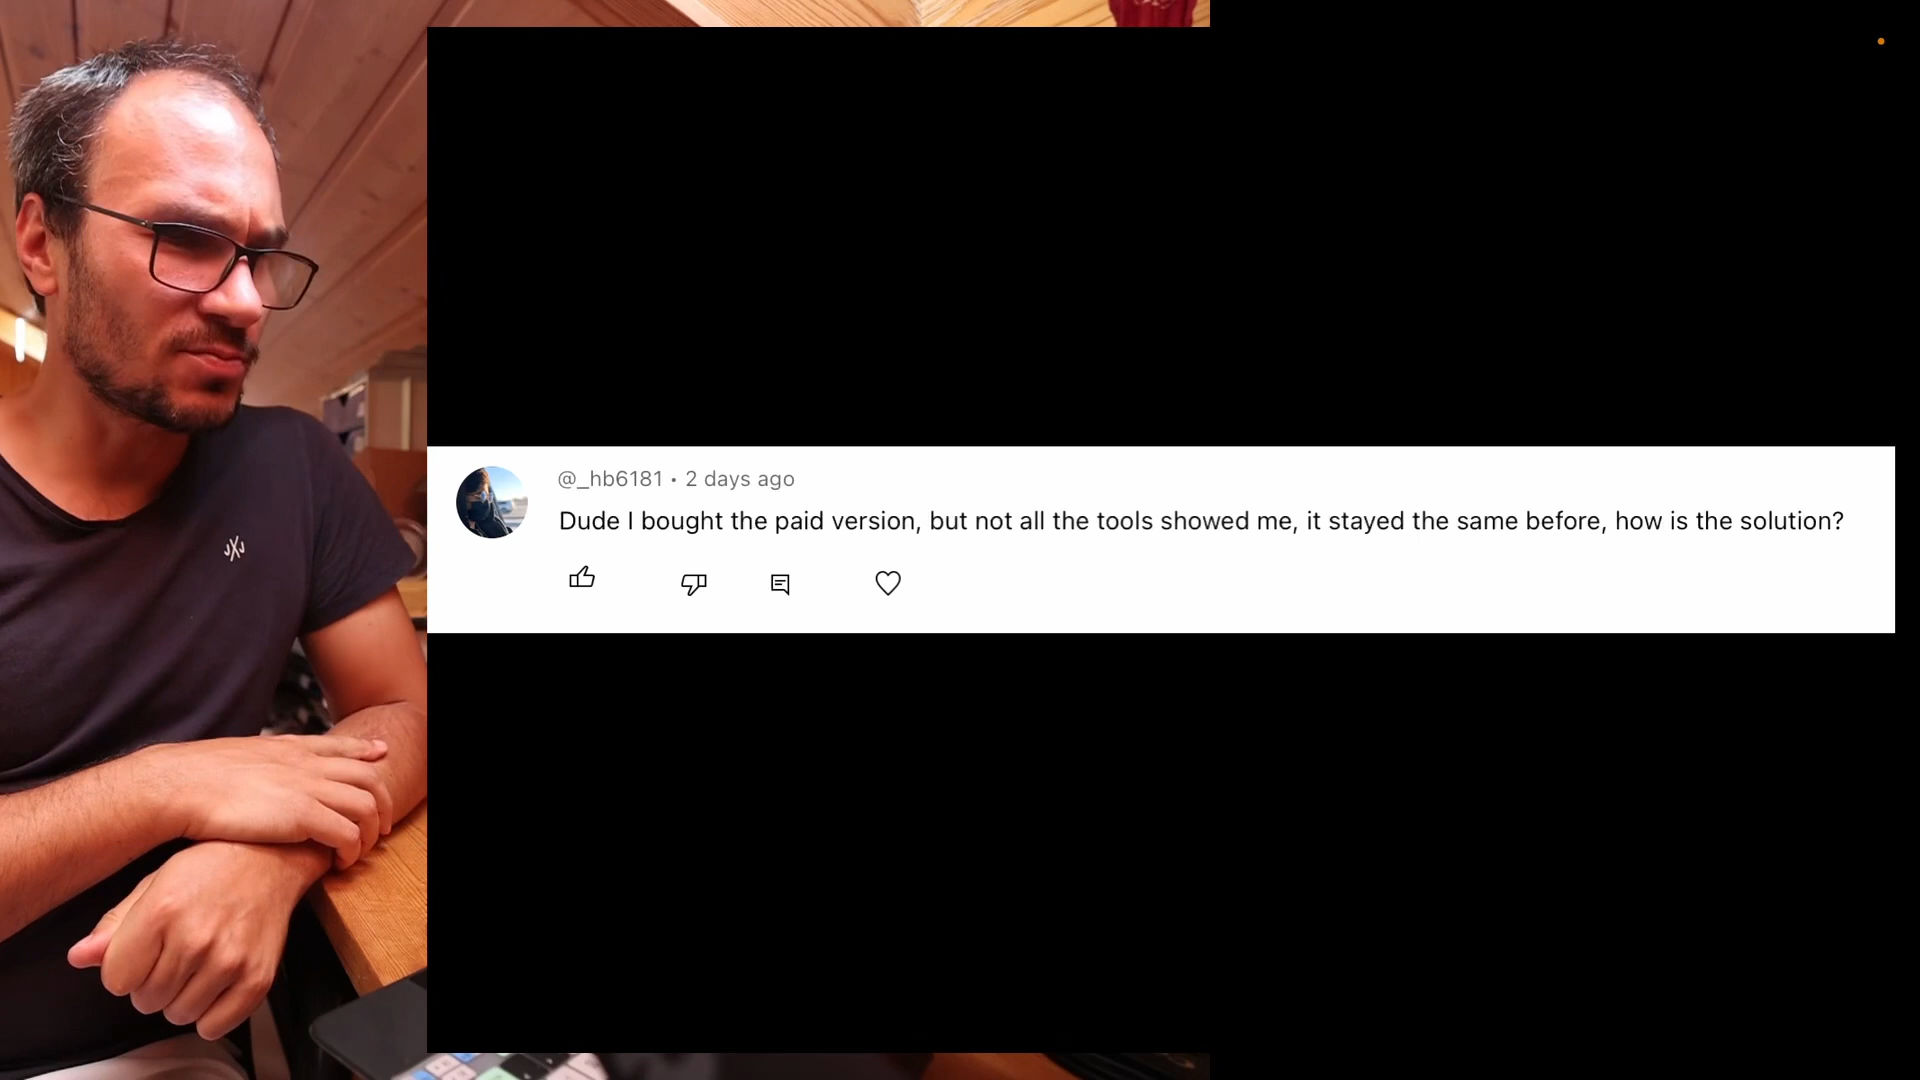 @_hb6181 • 2 days ago
Dude I bought the paid version, but not all the tools showed me, it stayed the same before, how is the solution?
JXJ